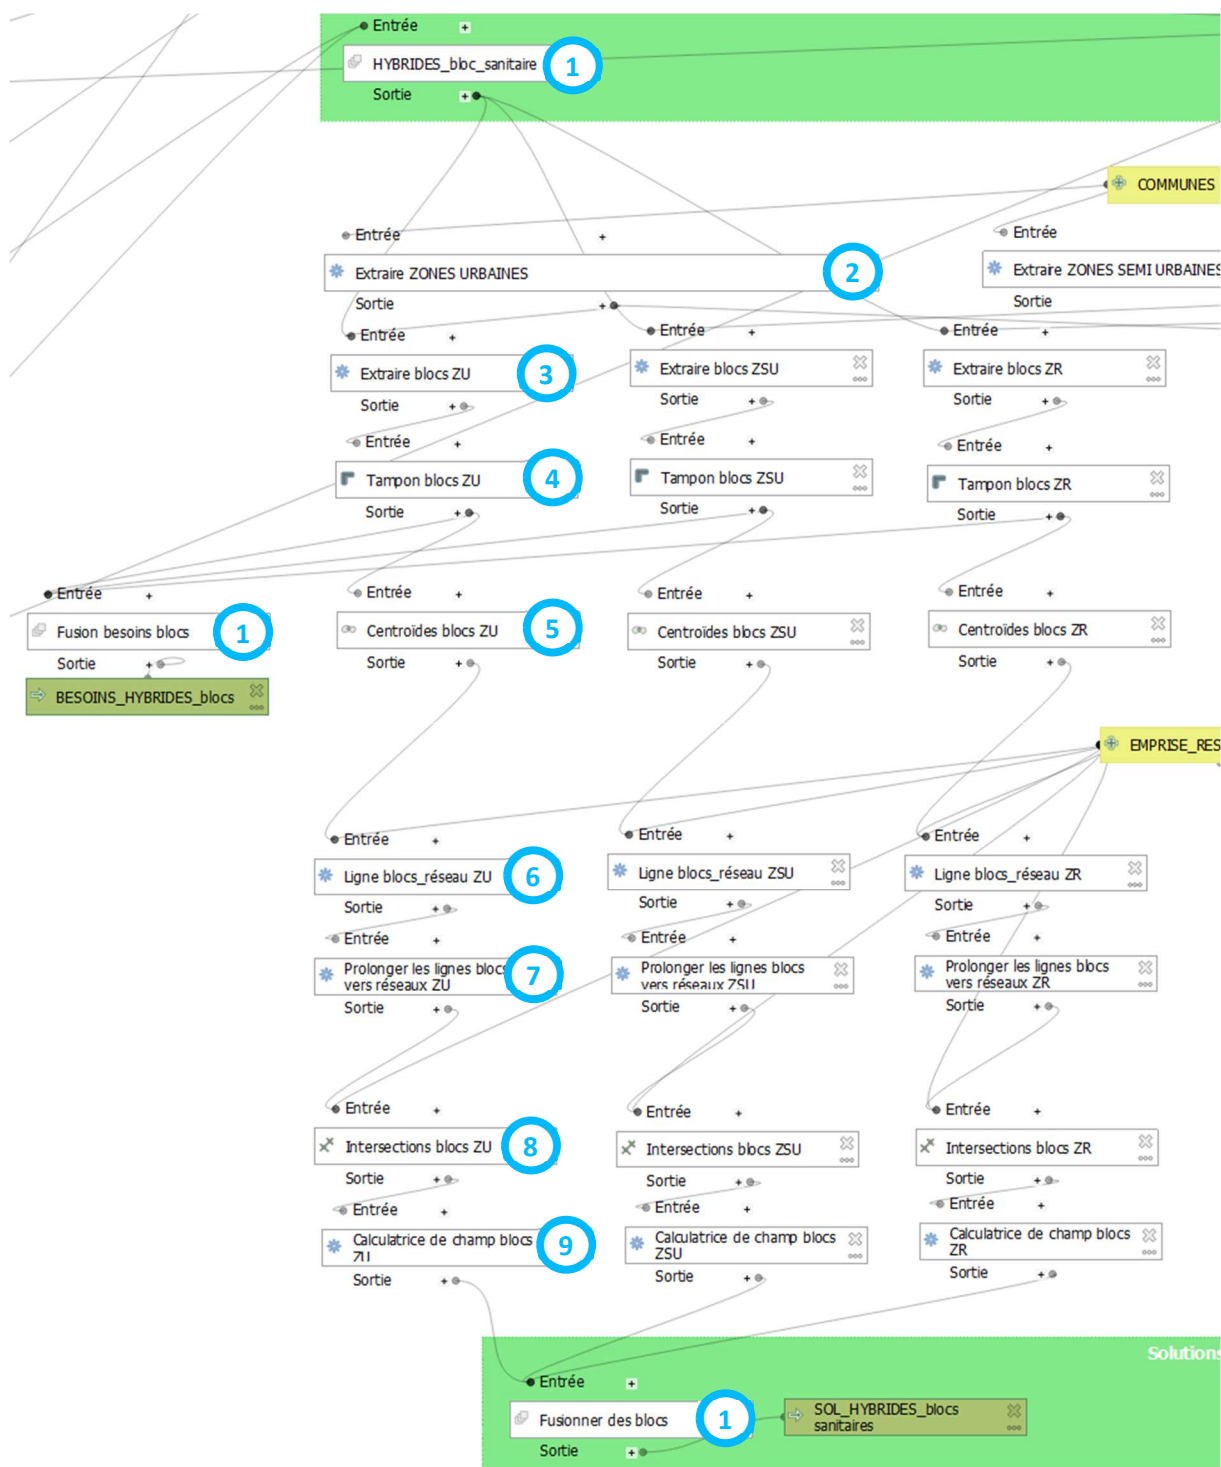 Entrée +
HYBRIDES_bloc_sanitaire 1
Sortie +
COMMUNES
Entrée +
Entrée
Extraire ZONES URBAINES 2
Extraire ZONES SEMI URBAINES
Sortie +
Sortie
Entrée +
Entrée +
Entrée +
Extraire blocs ZU 3
Extraire blocs ZSU
Extraire blocs ZR
Sortie +
Sortie +
Sortie +
Entrée +
Entrée +
Entrée +
Tampon blocs ZU 4
Tampon blocs ZSU
Tampon blocs ZR
Sortie +
Sortie +
Sortie +
Entrée +
Entrée +
Entrée +
Entrée +
Fusion besoins blocs 1
Centroïdes blocs ZU 5
Centroïdes blocs ZSU
Centroïdes blocs ZR
Sortie +
Sortie +
Sortie +
Sortie +
BESOINS_HYBRIDES_blocs
EMPRISE_RES
Entrée +
Entrée +
Entrée +
Ligne blocs_réseau ZU 6
Ligne blocs_réseau ZSU
Ligne blocs_réseau ZR
Sortie +
Sortie +
Sortie +
Entrée +
Entrée +
Entrée +
Prolonger les lignes blocs
vers réseaux ZU
7
Prolonger les lignes blocs
vers réseaux ZSU
Prolonger les lignes blocs
vers réseaux ZR
Sortie +
Sortie +
Sortie +
Entrée +
Entrée +
Entrée +
Intersections blocs ZU 8
Intersections blocs ZSU
Intersections blocs ZR
Sortie +
Sortie +
Sortie +
Entrée +
Entrée +
Entrée +
Calculatrice de champ blocs
ZU
9
Calculatrice de champ blocs
ZSU
Calculatrice de champ blocs
ZR
Sortie +
Sortie +
Sortie +
Solutions
Entrée +
Fusionner des blocs 1
SOL_HYBRIDES_blocs
sanitaires
Sortie +